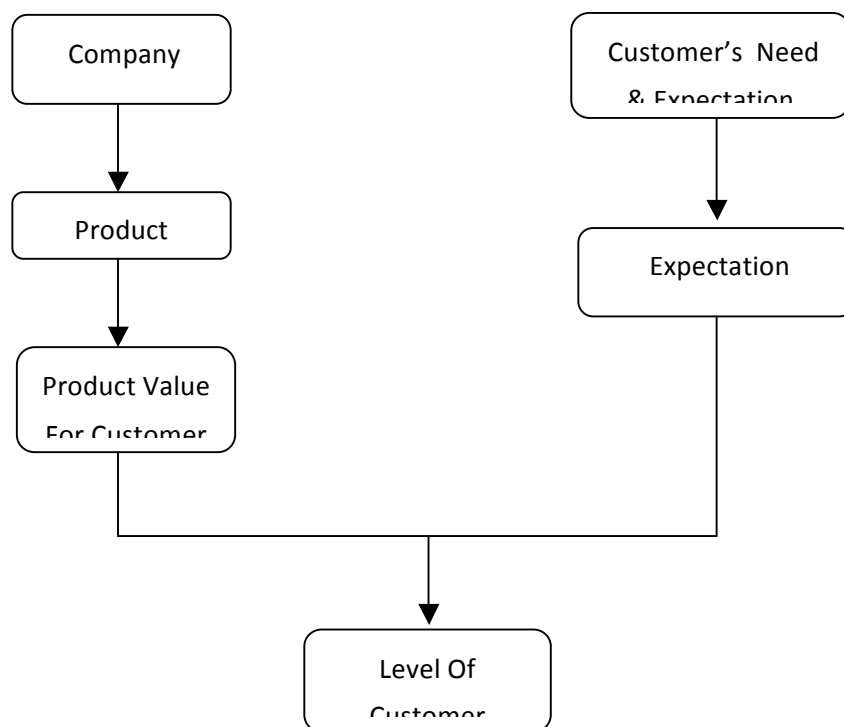 Company
Product
Product Value
For Customer
Customer’s Need
& Expectation
Expectation
Level Of
Customer